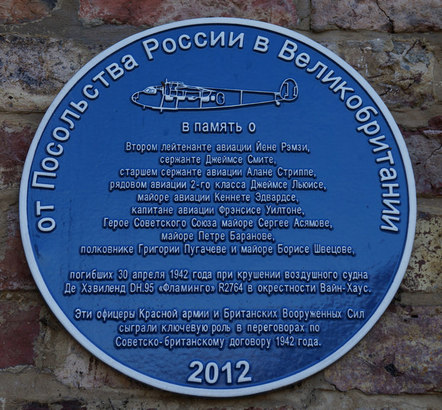 от Посольства России в Великобритании
в память о
Втором лейтенанте авиации Йене Рэмзи,
сержанте Джеймсе Смите,
старшем сержанте авиации Алане Стриппе,
рядовом авиации 2-го класса Джеймсе Льюисе,
майоре авиации Кеннете Эдвардсе,
капитане авиации Фрэнсисе Уилтоне,
Герое Советского Союза майоре Сергее Асямове,
майоре Петре Баранове,
полковнике Григории Пугачеве и майоре Борисе Швецове,
погибших 30 апреля 1942 года при крушении воздушного судна
Де Хэвиленд DH.95 «Фламинго» R2764 в окрестности Вайн-Хаус.
Эти офицеры Красной армии и Британских Вооруженных Сил
сыграли ключевую роль в переговорах по
Советско-британскому договору 1942 года.
2012